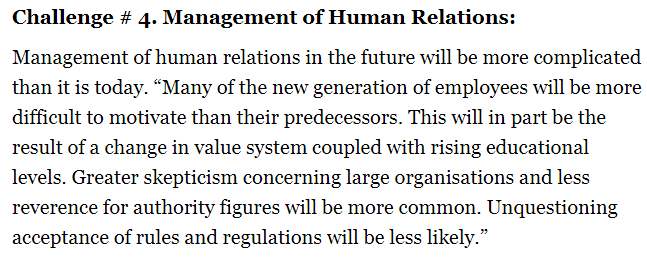 Challenge # 4. Management of Human Relations:
Management of human relations in the future will be more complicated
than it is today. “Many of the new generation of employees will be more
difficult to motivate than their predecessors. This will in part be the
result of a change in value system coupled with rising educational
levels. Greater skepticism concerning large organisations and less
reverence for authority figures will be more common. Unquestioning
acceptance of rules and regulations will be less likely.”